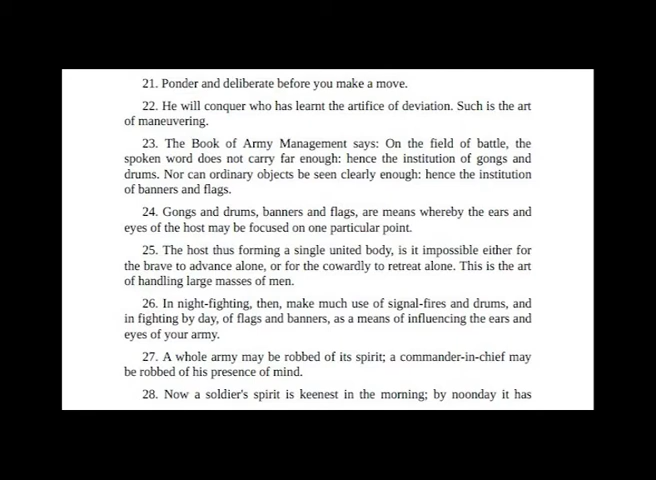 21. Ponder and deliberate before you make a move.
22. He will conquer who has learnt the artifice of deviation. Such is the art
of maneuvering.
23. The Book of Army Management says: On the field of battle, the
spoken word does not carry far enough: hence the institution of gongs and
drums. Nor can ordinary objects be seen clearly enough: hence the institution
of banners and flags.
24. Gongs and drums, banners and flags, are means whereby the ears and
eyes of the host may be focused on one particular point.
25. The host thus forming a single united body, is it impossible either for
the brave to advance alone, or for the cowardly to retreat alone. This is the art
of handling large masses of men.
26. In night-fighting, then, make much use of signal-fires and drums, and
in fighting by day, of flags and banners, as a means of influencing the ears and
eyes of your army.
27. A whole army may be robbed of its spirit; a commander-in-chief may
be robbed of his presence of mind.
28. Now a soldier's spirit is keenest in the morning; by noonday it has